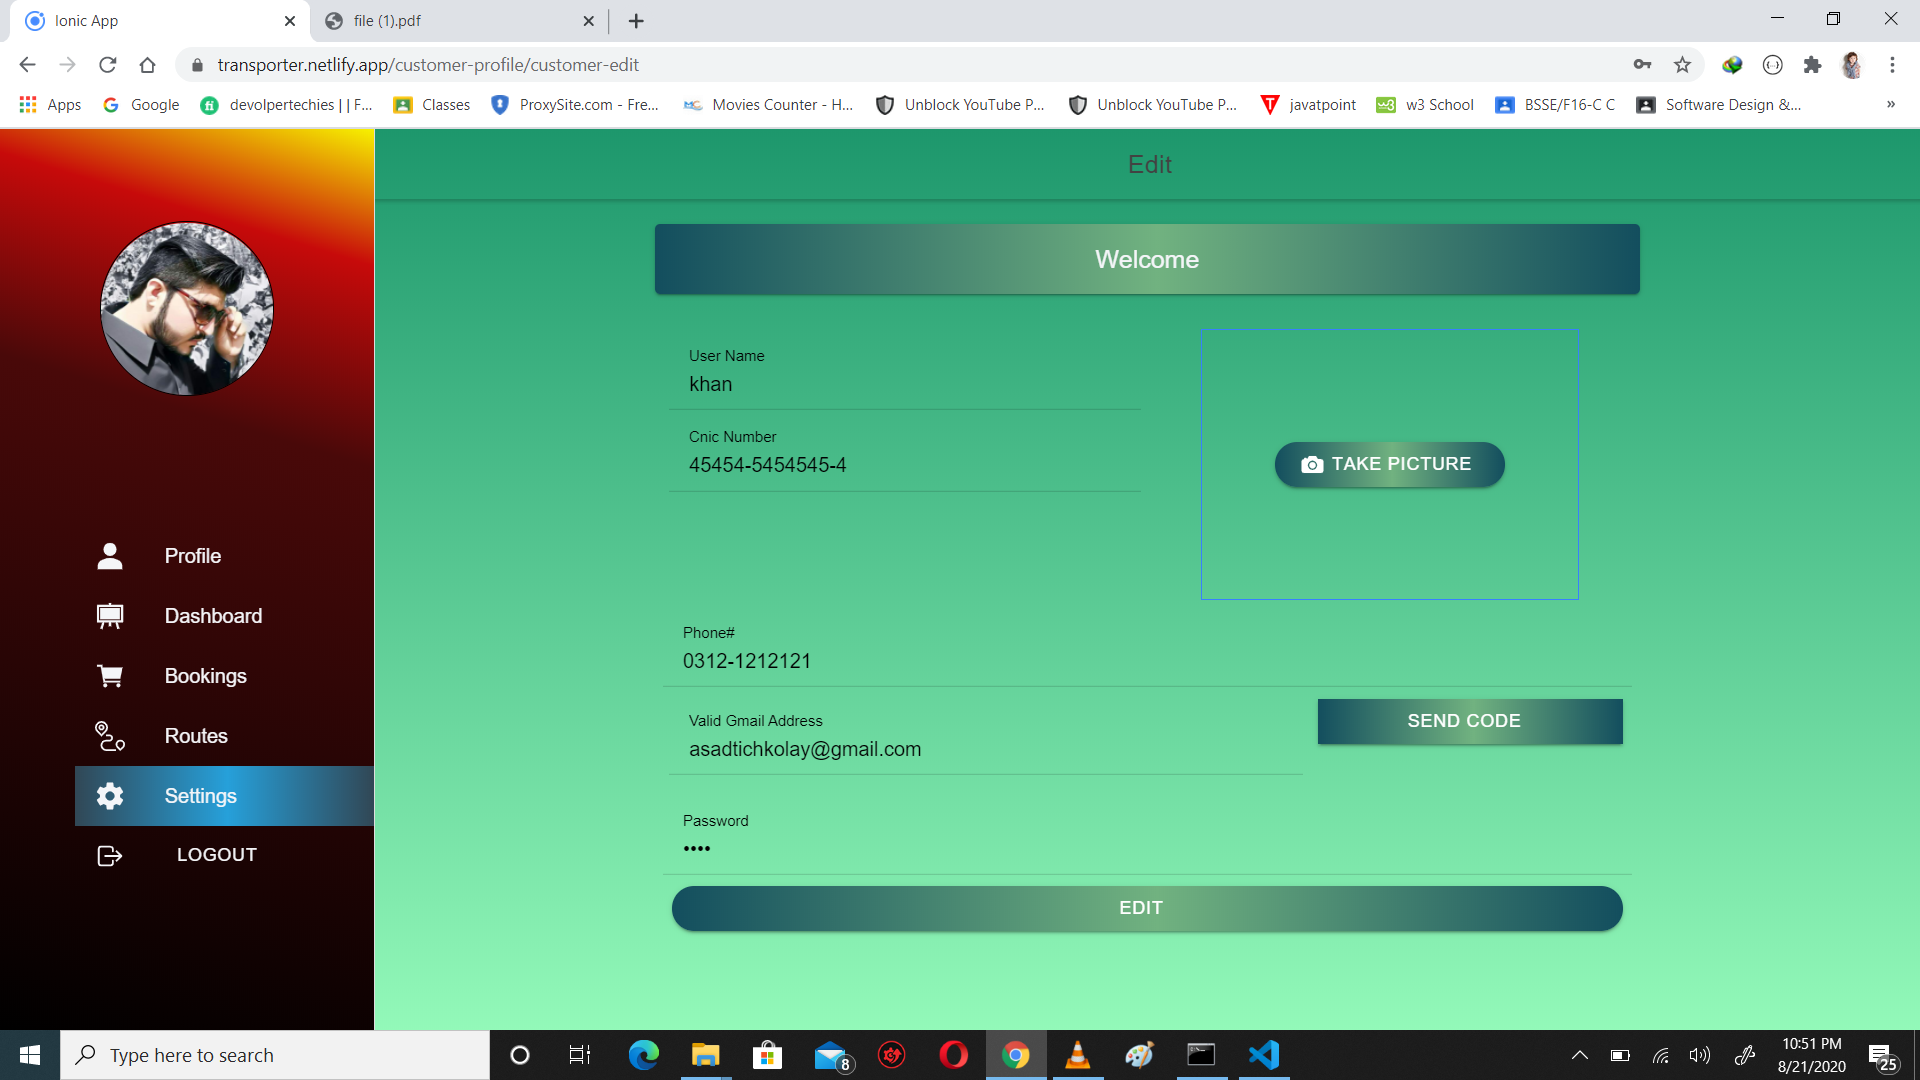 Ionic App
file (1).pdf
transporter.netlify.app/customer-profile/customer-edit
Apps
Google
devolpertechies || F...
Classes
ProxySite.com - Fre...
Movies Counter - H...
Unblock YouTube P...
Unblock YouTube P...
javatpoint
w3 School
BSSE/F16-C C
Software Design &...
»
Edit
Welcome
User Name
khan
Cnic Number
45454-5454545-4
TAKE PICTURE
Phone#
0312-1212121
Valid Gmail Address
asadtichkolay@gmail.com
SEND CODE
Password
••••
EDIT
Profile
Dashboard
Bookings
Routes
Settings
LOGOUT
Type here to search
8
10:51 PM
8/21/2020
25